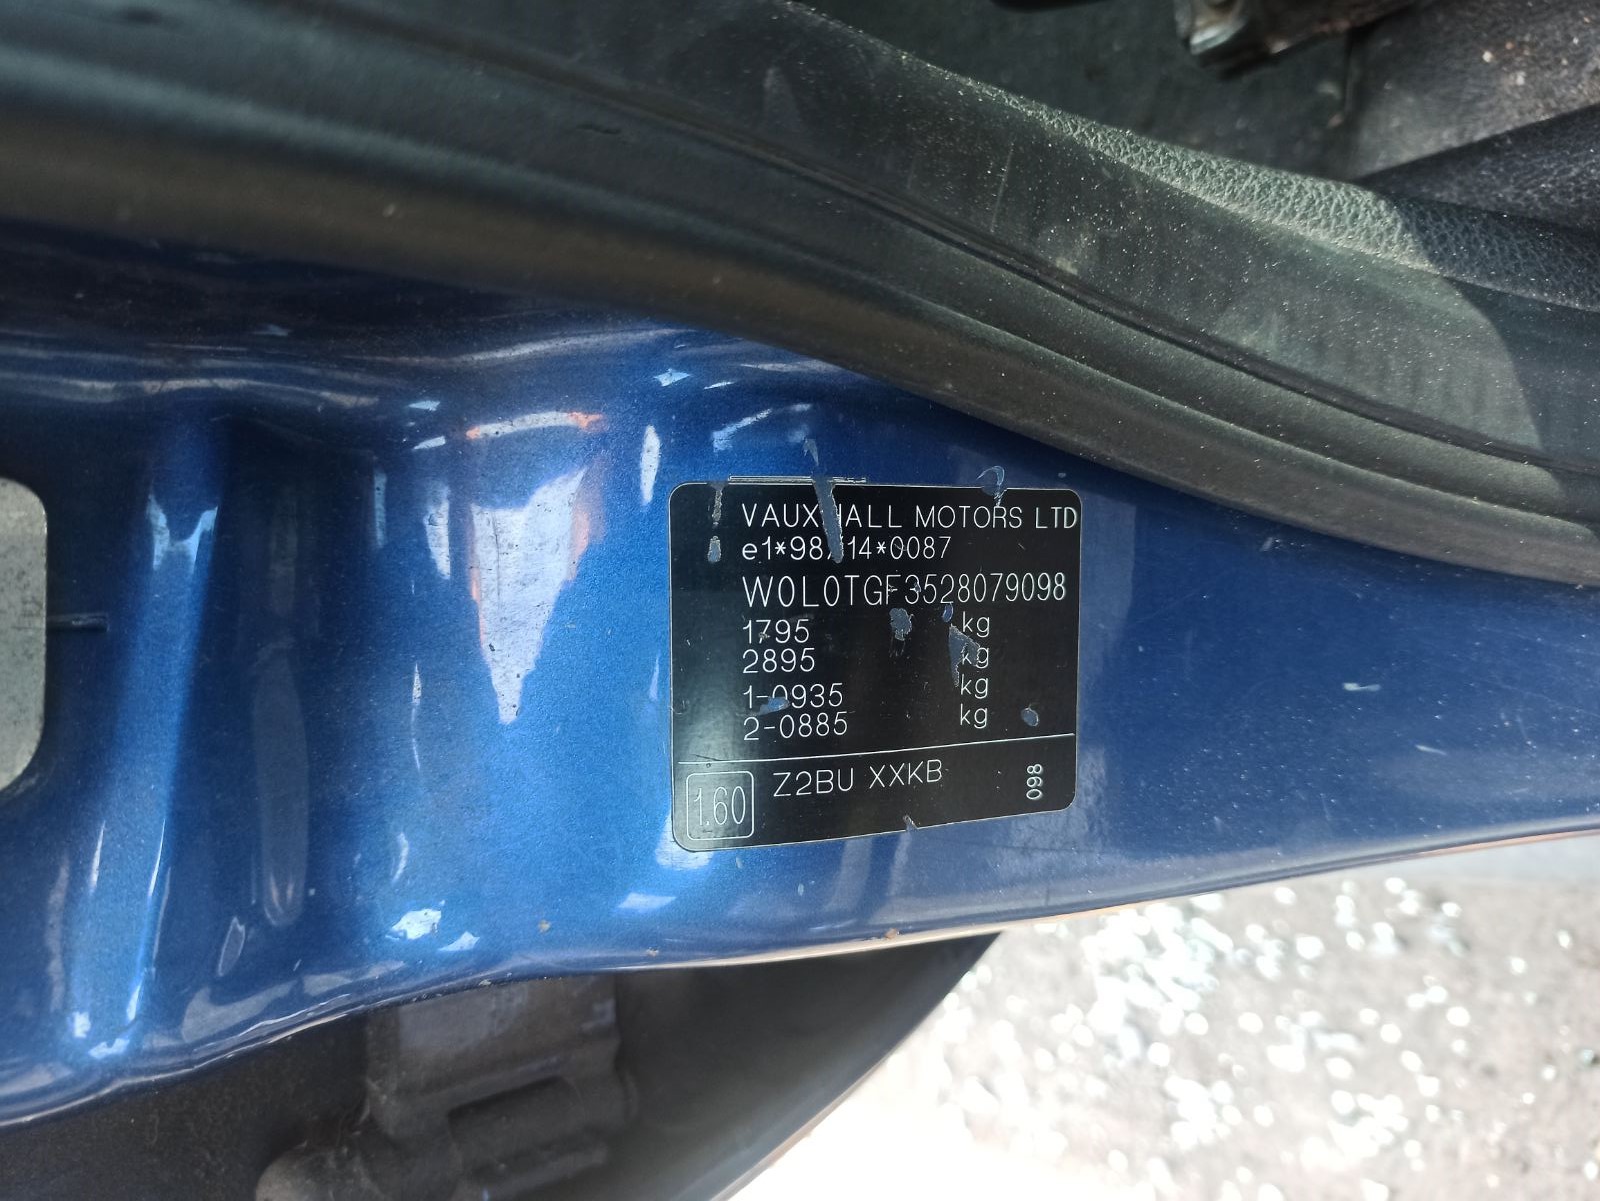 VAUXHALL MOTORS LTD
e1*98/14*0087
W0L0TGF3528079098
1795 kg
2895 kg
1-0935 kg
2-0885 kg
1.60 Z2BU XXKB 098